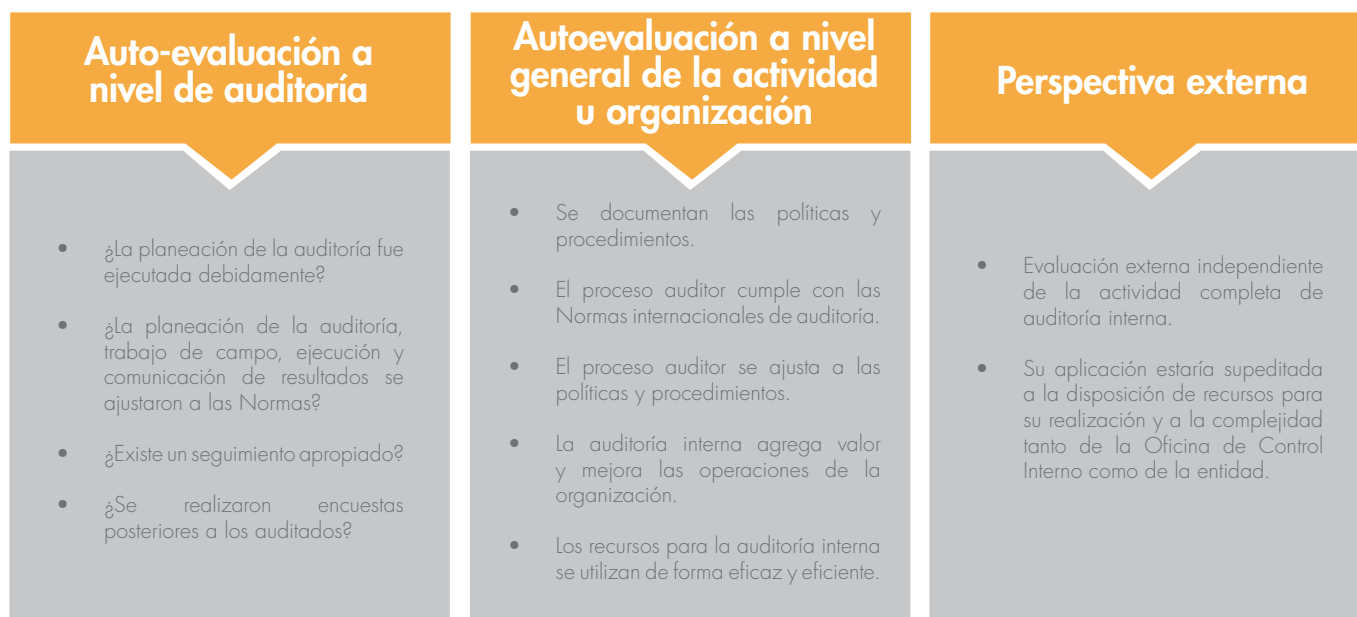 Auto-evaluación a
nivel de auditoría
• ¿La planeación de la auditoría fue
ejecutada debidamente?
• ¿La planeación de la auditoría,
trabajo de campo, ejecución y
comunicación de resultados se
ajustaron a las Normas?
• ¿Existe un seguimiento apropiado?
• ¿Se realizaron encuestas
posteriores a los auditados?
Autoevaluación a nivel
general de la actividad
u organización
• Se documentan las políticas y
procedimientos.
• El proceso auditor cumple con las
Normas internacionales de auditoría.
• El proceso auditor se ajusta a las
políticas y procedimientos.
• La auditoría interna agrega valor
y mejora las operaciones de la
organización.
• Los recursos para la auditoría interna
se utilizan de forma eficaz y eficiente.
Perspectiva externa
• Evaluación externa independiente
de la actividad completa de
auditoría interna.
• Su aplicación estaría supeditada
a la disposición de recursos para
su realización y a la complejidad
tanto de la Oficina de Control
Interno como de la entidad.